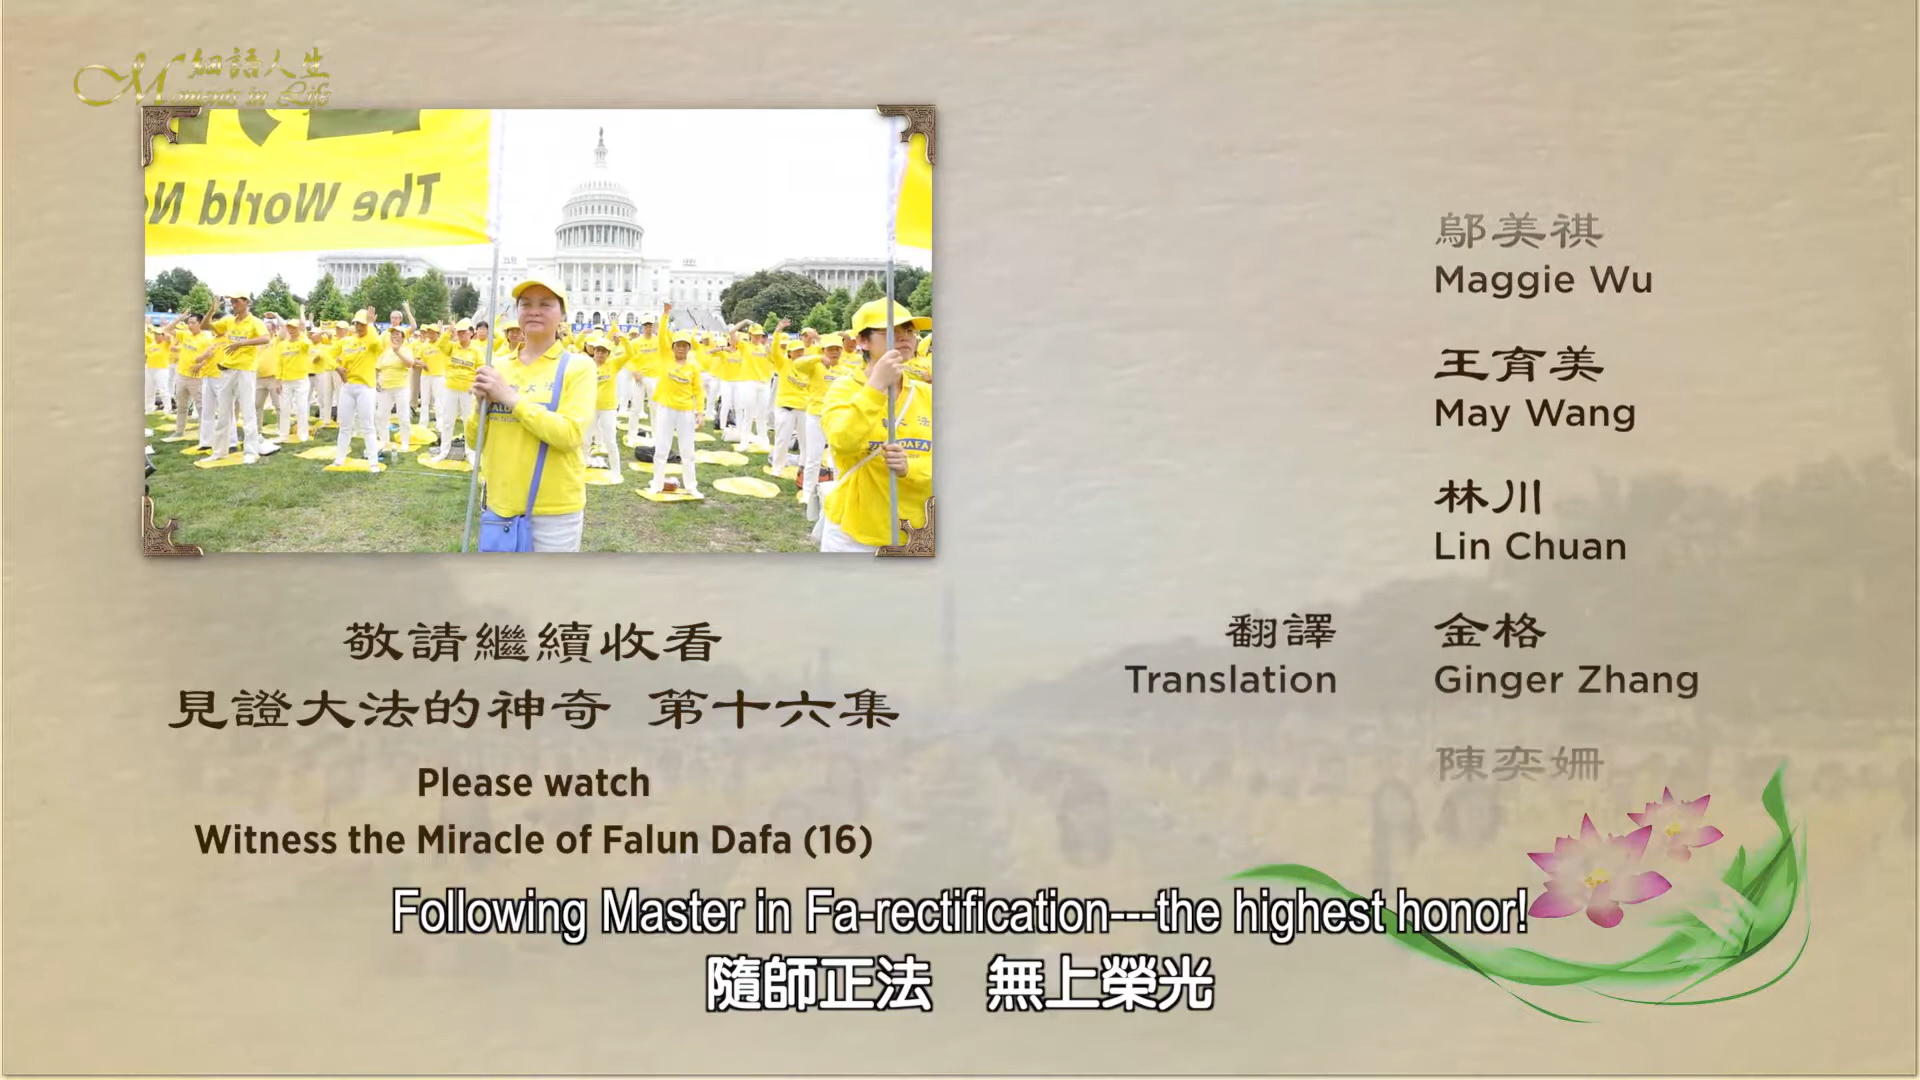 細語人生
Moments in Life
The World N
敬請繼續收看
見證大法的神奇 第十六集
Please watch
Witness the Miracle of Falun Dafa (16)
鄔美祺
Maggie Wu
王育美
May Wang
林川
Lin Chuan
翻譯 金格
Translation Ginger Zhang
陳奕姍
Following Master in Fa-rectification---the highest honor!
隨師正法 無上榮光